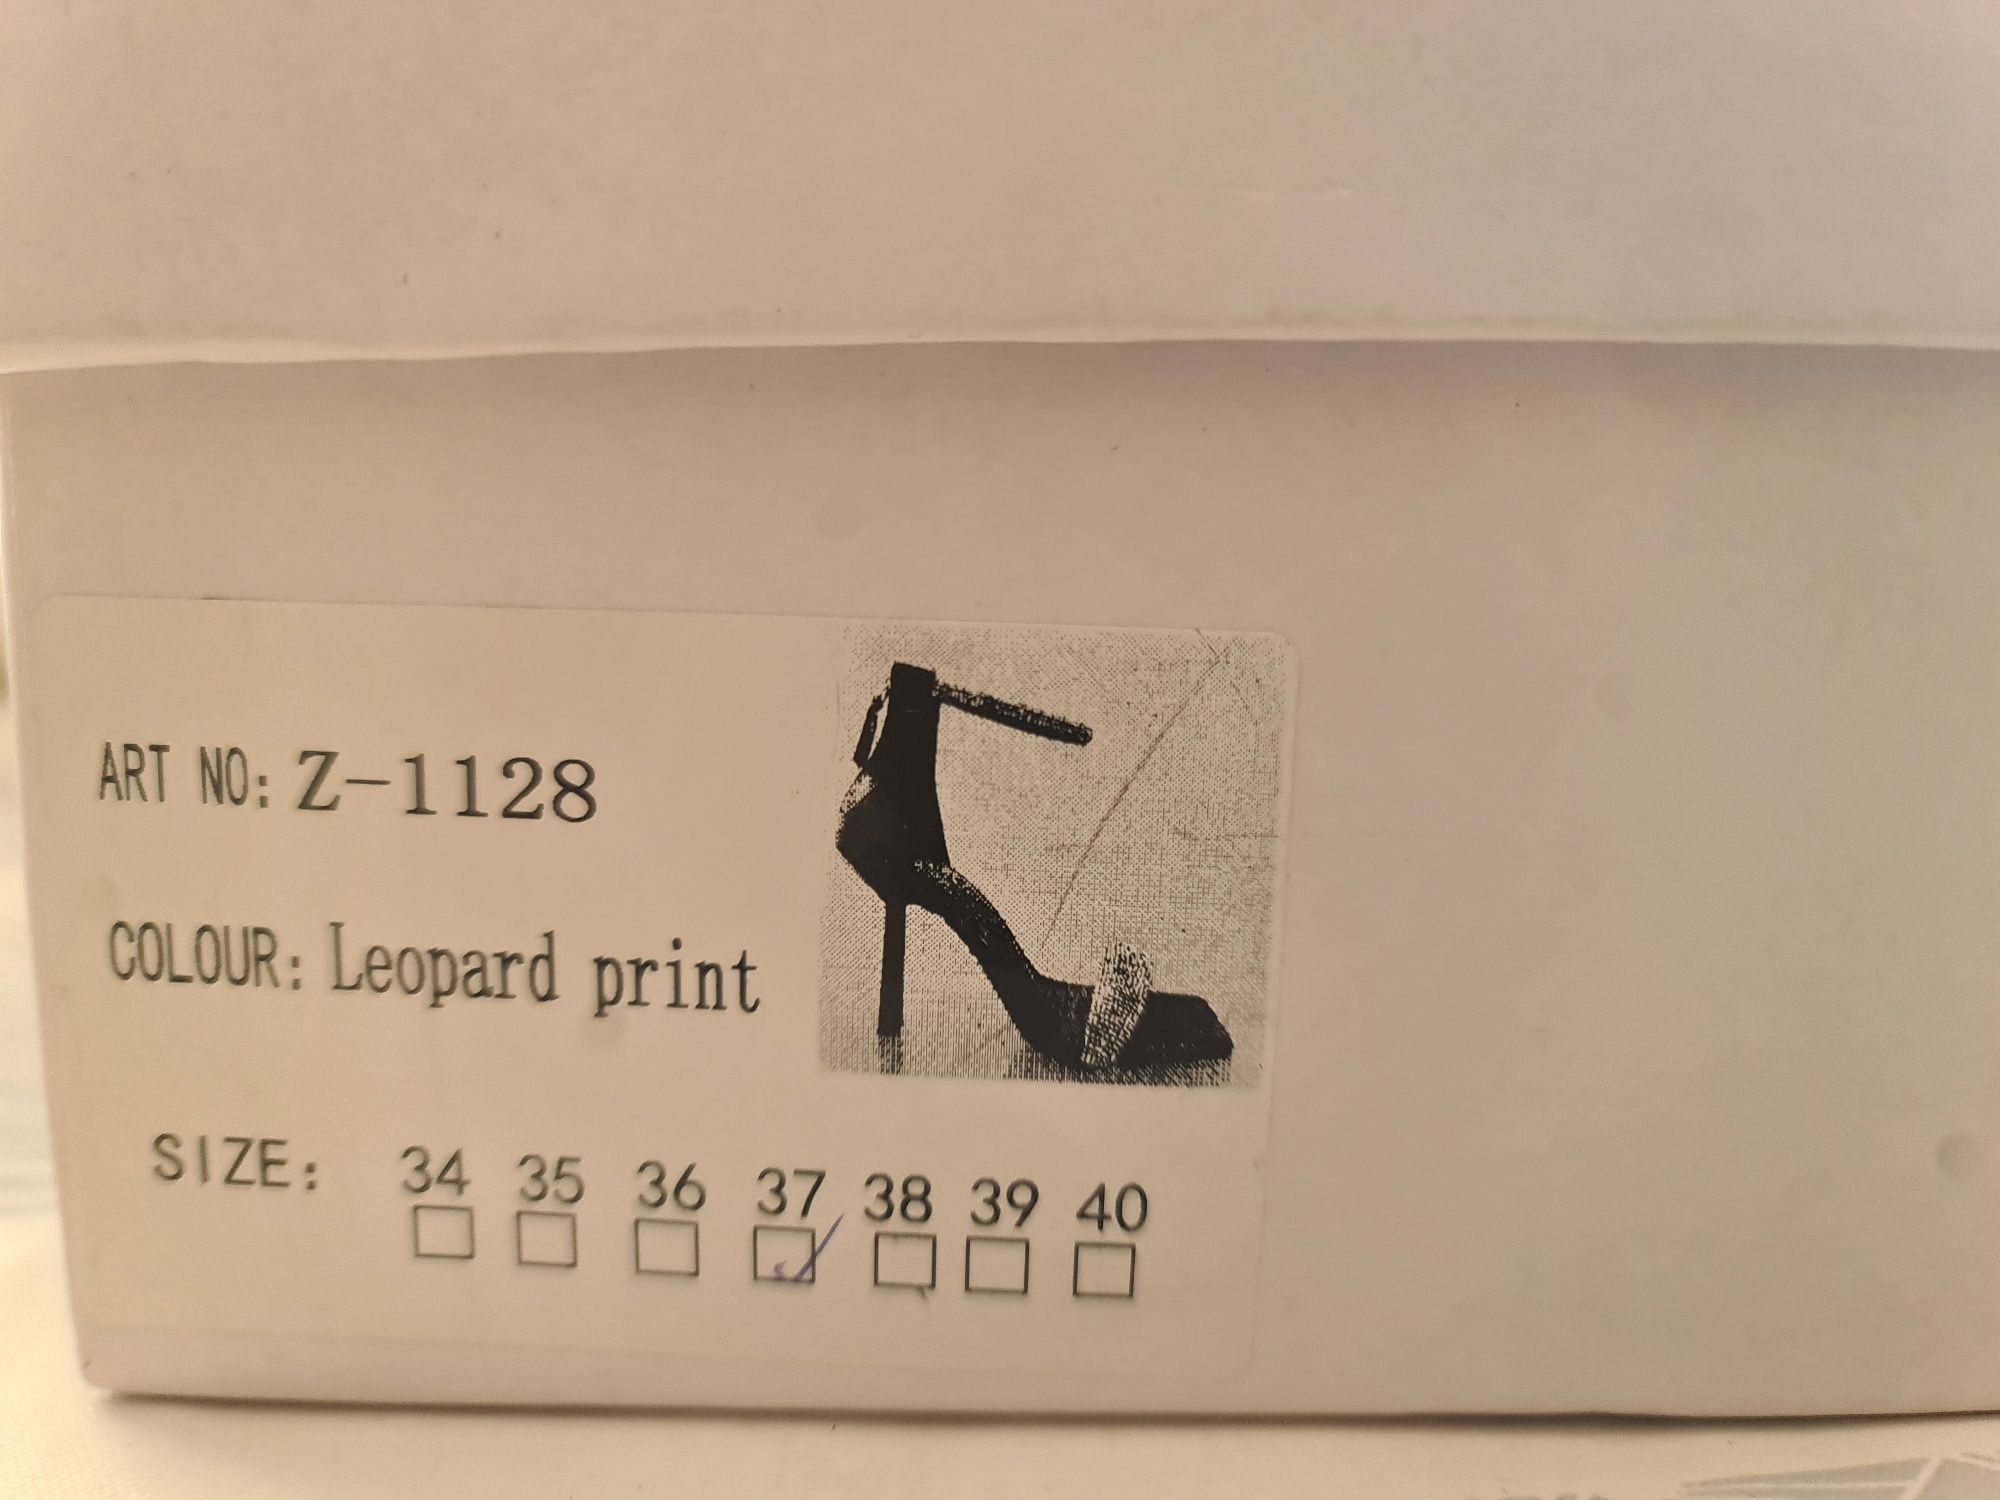 ART NO: Z-1128
COLOUR: Leopard print
SIZE: 34 35 36 37 38 39 40